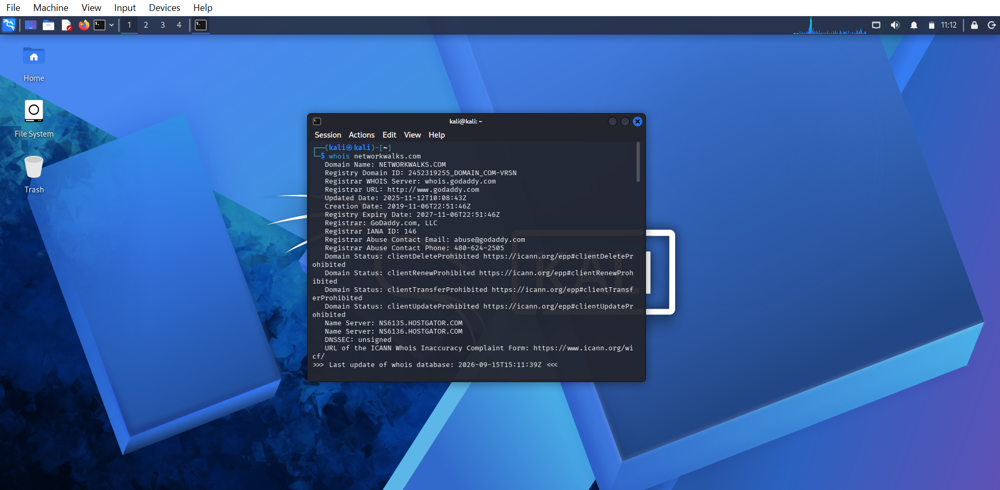 File Machine View Input Devices Help
1 2 3 4 11:12
Home
File System
Trash
kali@kali: ~
Session Actions Edit View Help
┌──(kali㉿kali)-[~]
└─$ whois networkwalks.com
Domain Name: NETWORKWALKS.COM
Registry Domain ID: 2452319255_DOMAIN_COM-VRSN
Registrar WHOIS Server: whois.godaddy.com
Registrar URL: http://www.godaddy.com
Updated Date: 2025-11-12T10:08:43Z
Creation Date: 2019-11-06T22:51:46Z
Registry Expiry Date: 2027-11-06T22:51:46Z
Registrar: GoDaddy.com, LLC
Registrar IANA ID: 146
Registrar Abuse Contact Email: abuse@godaddy.com
Registrar Abuse Contact Phone: 480-624-2505
Domain Status: clientDeleteProhibited https://icann.org/epp#clientDeletePr
ohibited
Domain Status: clientRenewProhibited https://icann.org/epp#clientRenewProh
ibited
Domain Status: clientTransferProhibited https://icann.org/epp#clientTransf
erProhibited
Domain Status: clientUpdateProhibited https://icann.org/epp#clientUpdatePr
ohibited
Name Server: NS6135.HOSTGATOR.COM
Name Server: NS6136.HOSTGATOR.COM
DNSSEC: unsigned
URL of the ICANN Whois Inaccuracy Complaint Form: https://www.icann.org/wi
cf/
>>> Last update of whois database: 2026-09-15T15:11:39Z <<<
KALI